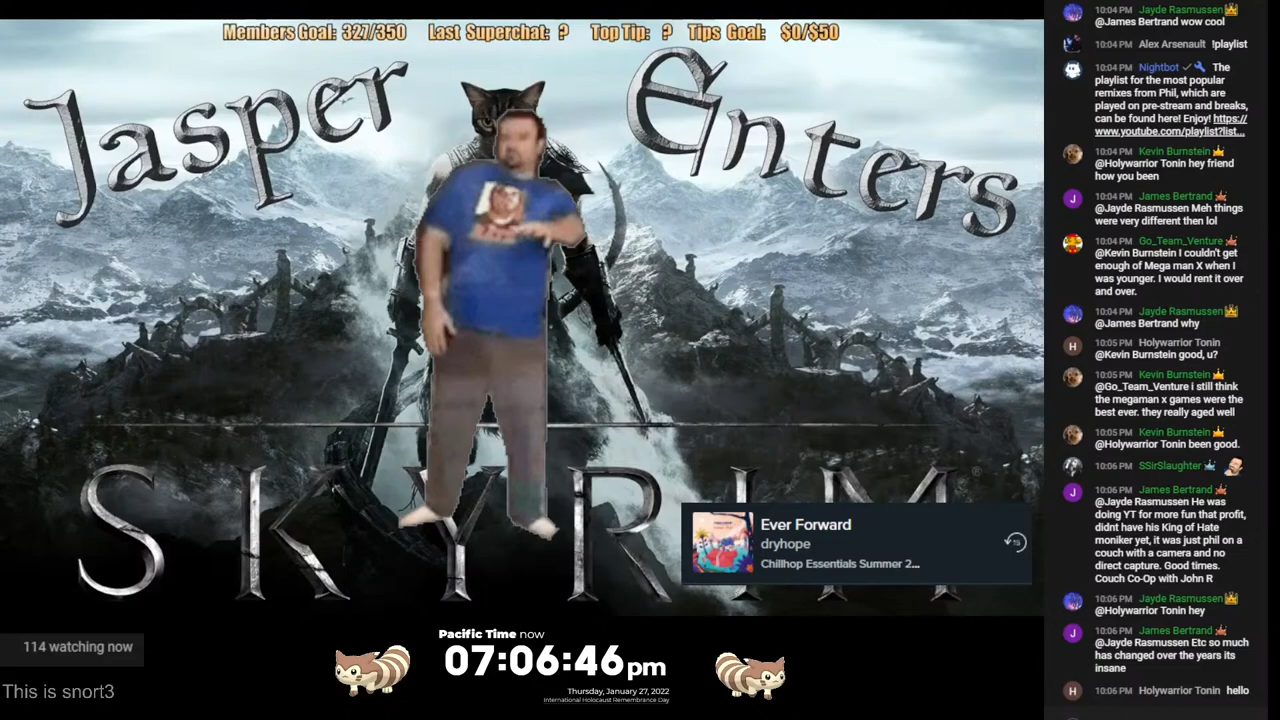 Members Goal: 327/350 Last Superchat: ? Top Tip: ? Tips Goal: $0/$50
Jasper Enters
SKYRIM
®
Ever Forward
dryhope
Chillhop Essentials Summer 2...
15
114 watching now
This is snort3
Pacific Time now
07:06:46pm
Thursday, January 27, 2022
International Holocaust Remembrance Day
10:04 PM Jayde Rasmussen
@James Bertrand wow cool
10:04 PM Alex Arsenault !playlist
10:04 PM Nightbot The
playlist for the most popular
remixes from Phil, which are
played on pre-stream and breaks,
can be found here! Enjoy! https://
www.youtube.com/playlist?list...
10:04 PM Kevin Burnstein
@Holywarrior Tonin hey friend
how you been
10:04 PM James Bertrand
@Jayde Rasmussen Meh things
were very different then lol
10:04 PM Go_Team_Venture
@Kevin Burnstein I couldn't get
enough of Mega man X when I
was younger. I would rent it over
and over.
10:04 PM Jayde Rasmussen
@James Bertrand why
10:05 PM Holywarrior Tonin
@Kevin Burnstein good, u?
10:05 PM Kevin Burnstein
@Go_Team_Venture i still think
the megaman x games were the
best ever. they really aged well
10:05 PM Kevin Burnstein
@Holywarrior Tonin been good.
10:06 PM SSirSlaughter
10:06 PM James Bertrand
@Jayde Rasmussen He was
doing YT for more fun that profit,
didnt have his King of Hate
moniker yet, it was just phil on a
couch with a camera and no
direct capture. Good times.
Couch Co-Op with John R
10:06 PM Jayde Rasmussen
@Holywarrior Tonin hey
10:06 PM James Bertrand
@Jayde Rasmussen Etc so much
has changed over the years its
insane
10:06 PM Holywarrior Tonin hello